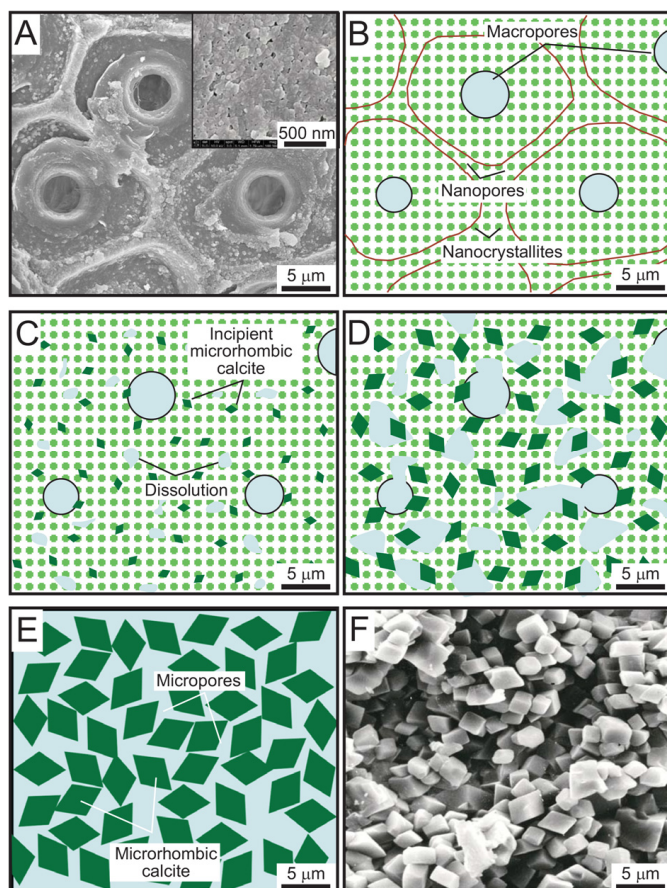 A
500 nm
5 µm
B
Macropores
Nanopores
Nanocrystallites
5 µm
C
Incipient
microrhombic
calcite
Dissolution
5 µm
D
5 µm
E
Micropores
Microrhombic
calcite
5 µm
F
5 µm